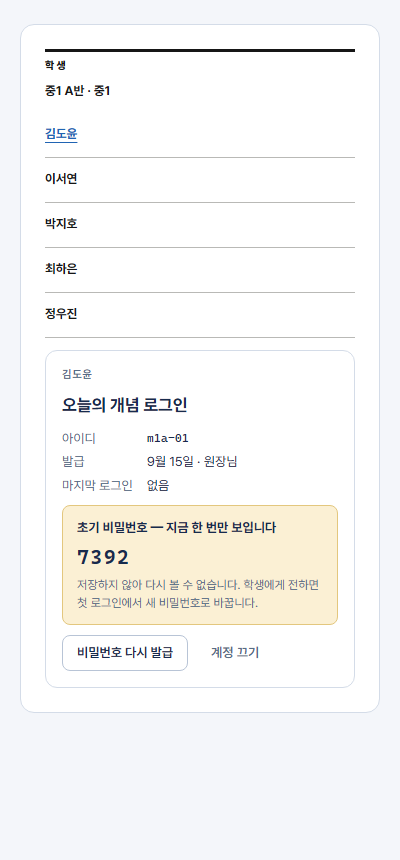 학생
중1 A반 · 중1
김도윤
이서연
박지호
최하은
정우진
김도윤
오늘의 개념 로그인
아이디 m1a-01
발급 9월 15일 · 원장님
마지막 로그인 없음
초기 비밀번호 — 지금 한 번만 보입니다
7392
저장하지 않아 다시 볼 수 없습니다. 학생에게 전하면
첫 로그인에서 새 비밀번호로 바꿉니다.
비밀번호 다시 발급 계정 끄기